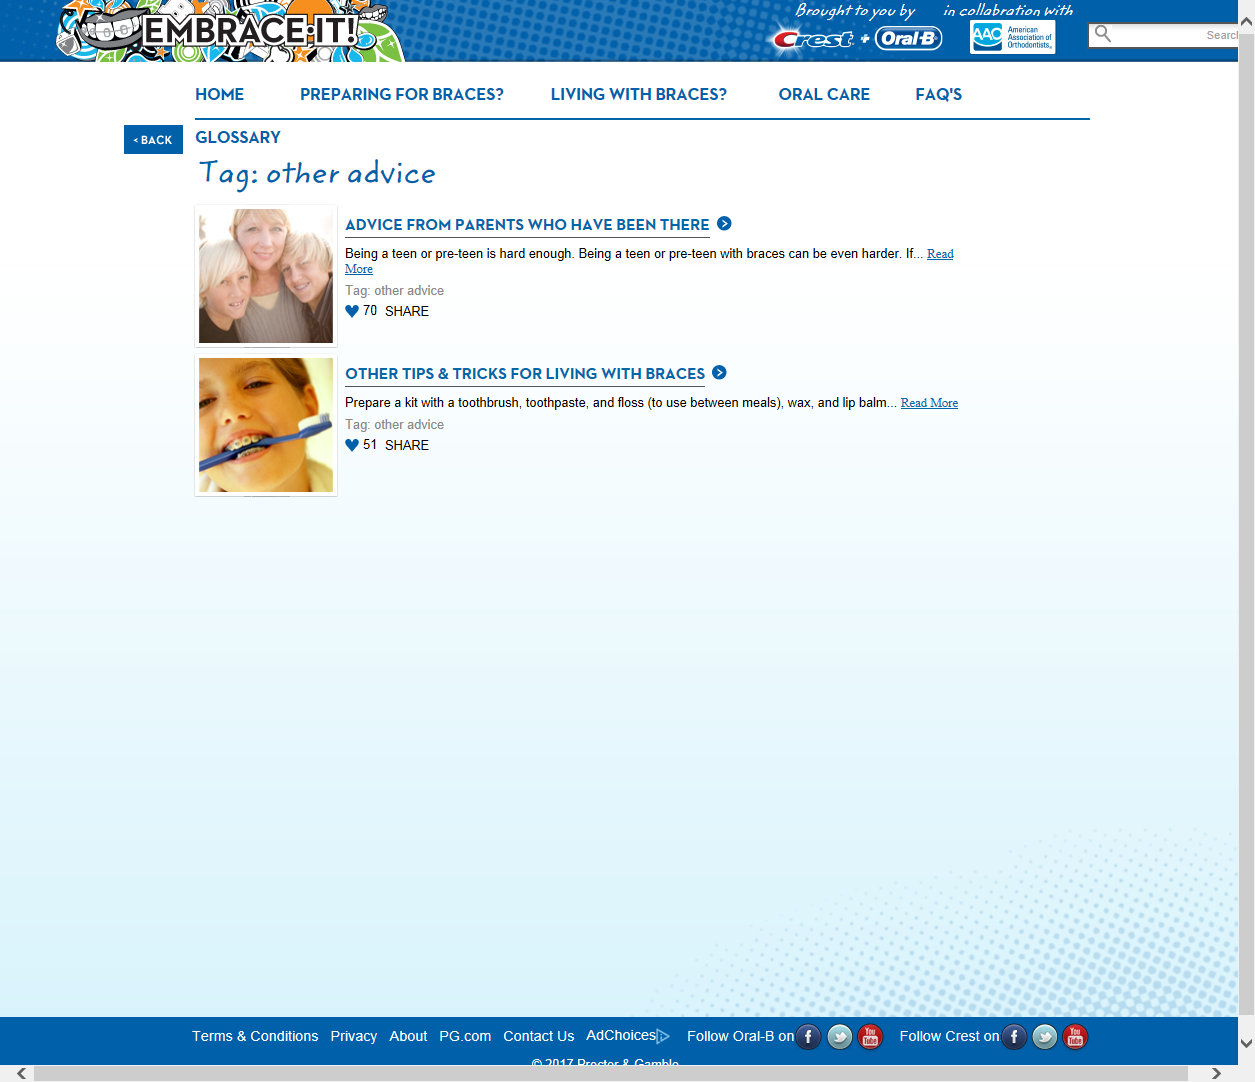 EMBRACE·IT!
Brought to you by in collabration with
Crest + Oral-B AAO American Association of Orthodontists.
HOME PREPARING FOR BRACES? LIVING WITH BRACES? ORAL CARE FAQ'S
< BACK GLOSSARY
Tag: other advice
ADVICE FROM PARENTS WHO HAVE BEEN THERE
Being a teen or pre-teen is hard enough. Being a teen or pre-teen with braces can be even harder. If... Read
More
Tag: other advice
70 SHARE
OTHER TIPS & TRICKS FOR LIVING WITH BRACES
Prepare a kit with a toothbrush, toothpaste, and floss (to use between meals), wax, and lip balm... Read More
Tag: other advice
51 SHARE
Terms & Conditions Privacy About PG.com Contact Us AdChoices Follow Oral-B on f You Tube Follow Crest on f You Tube
© 2017 Procter & Gamble